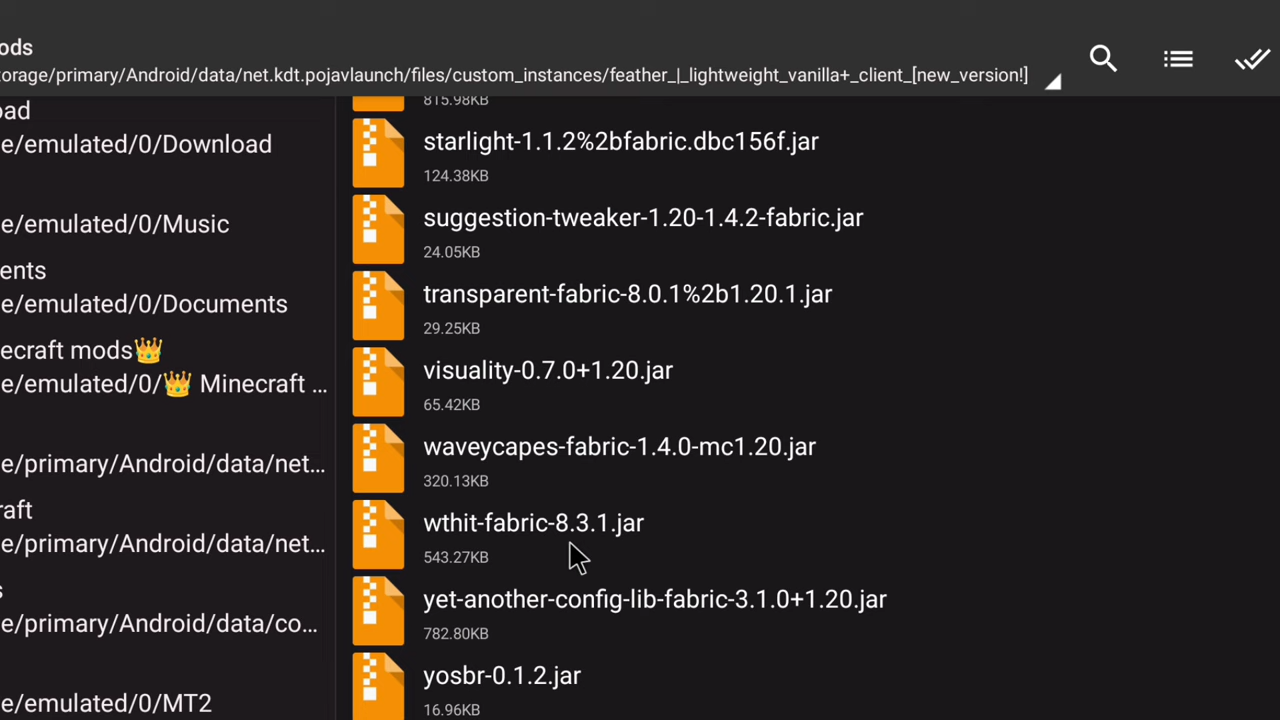 ods
orage/primary/Android/data/net.kdt.pojavlaunch/files/custom_instances/feather_|_lightweight_vanilla+_client_[new_version!]
oad
e/emulated/0/Download
e/emulated/0/Music
ents
e/emulated/0/Documents
ecraft mods👑
e/emulated/0/👑 Minecraft ...
e/primary/Android/data/net...
raft
e/primary/Android/data/net...
s
e/primary/Android/data/co...
e/emulated/0/MT2
815.98KB
starlight-1.1.2%2bfabric.dbc156f.jar
124.38KB
suggestion-tweaker-1.20-1.4.2-fabric.jar
24.05KB
transparent-fabric-8.0.1%2b1.20.1.jar
29.25KB
visuality-0.7.0+1.20.jar
65.42KB
waveycapes-fabric-1.4.0-mc1.20.jar
320.13KB
wthit-fabric-8.3.1.jar
543.27KB
yet-another-config-lib-fabric-3.1.0+1.20.jar
782.80KB
yosbr-0.1.2.jar
16.96KB